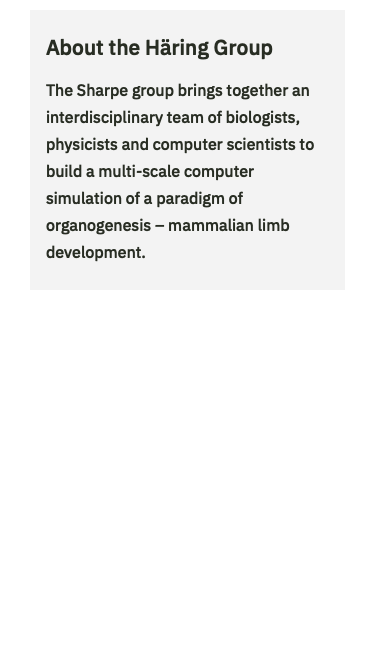 About the Häring Group
The Sharpe group brings together an
interdisciplinary team of biologists,
physicists and computer scientists to
build a multi-scale computer
simulation of a paradigm of
organogenesis – mammalian limb
development.